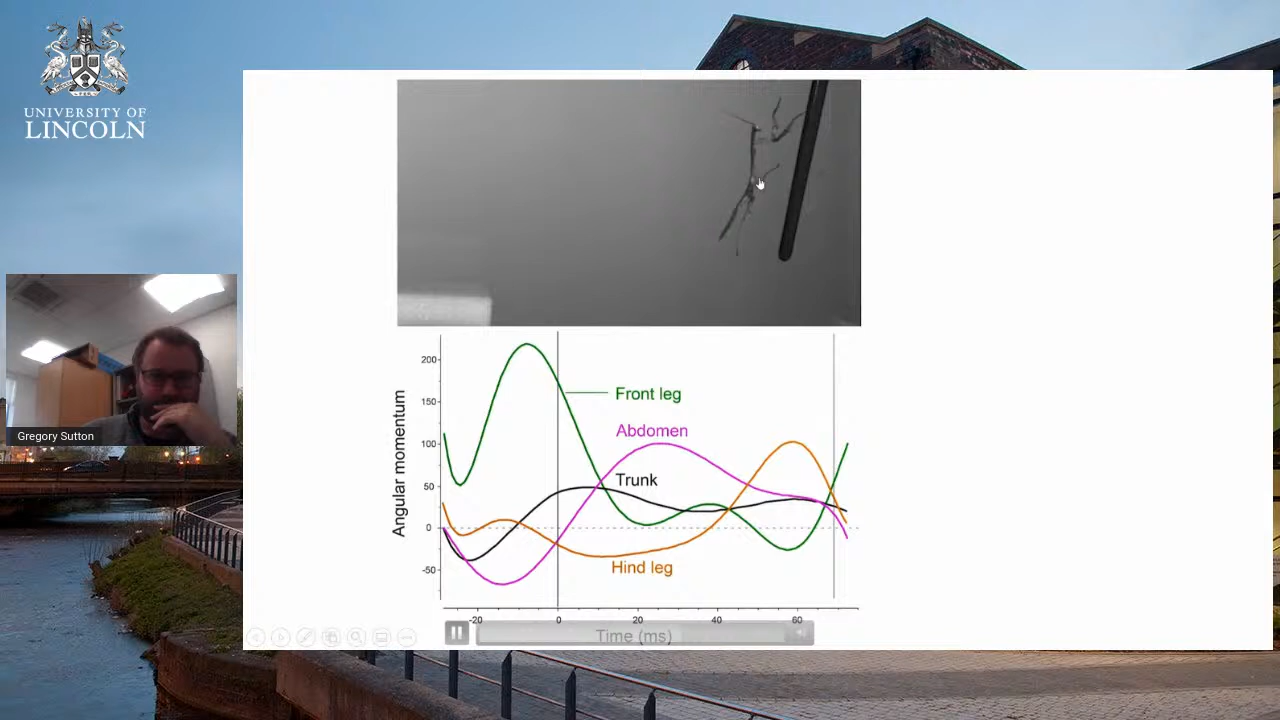 UNIVERSITY OF
LINCOLN
Gregory Sutton
Angular momentum
200
150
100
50
0
-50
Front leg
Abdomen
Trunk
Hind leg
-20
0
20
40
60
Time (ms)